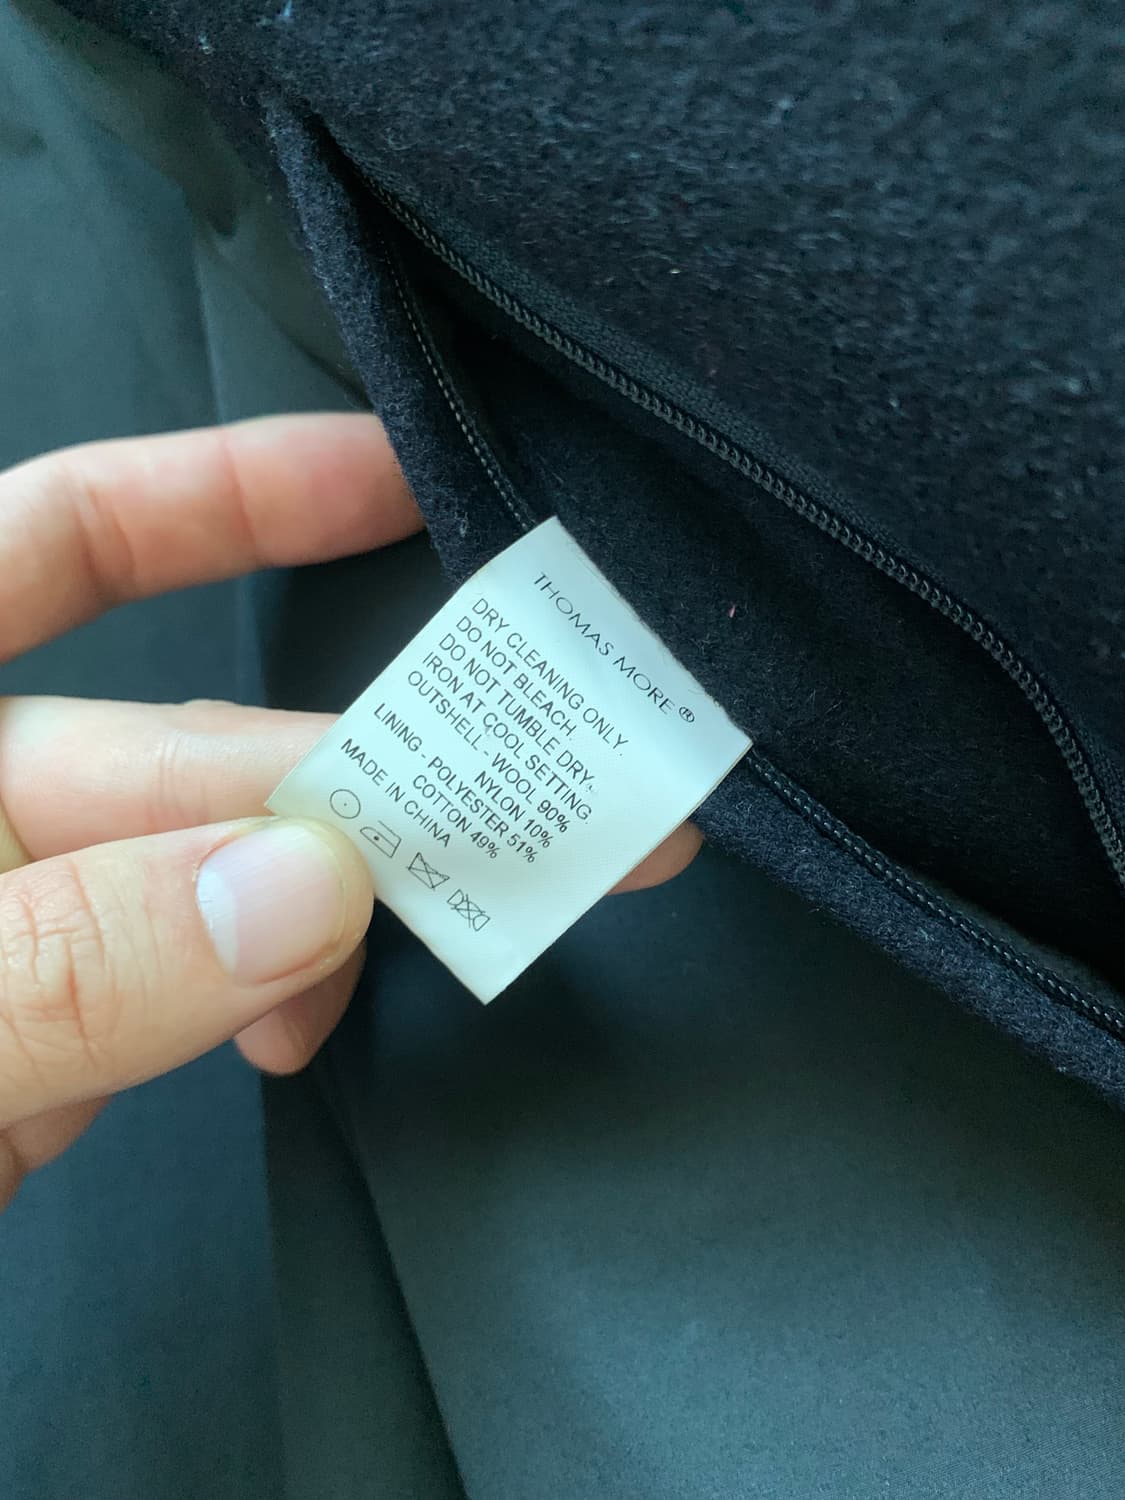 THOMAS MORE®
DRY CLEANING ONLY.
DO NOT BLEACH.
DO NOT TUMBLE DRY.
IRON AT COOL SETTING
OUTSHELL - WOOL 90%
NYLON 10%
LINING - POLYESTER 51%
COTTON 49%
MADE IN CHINA